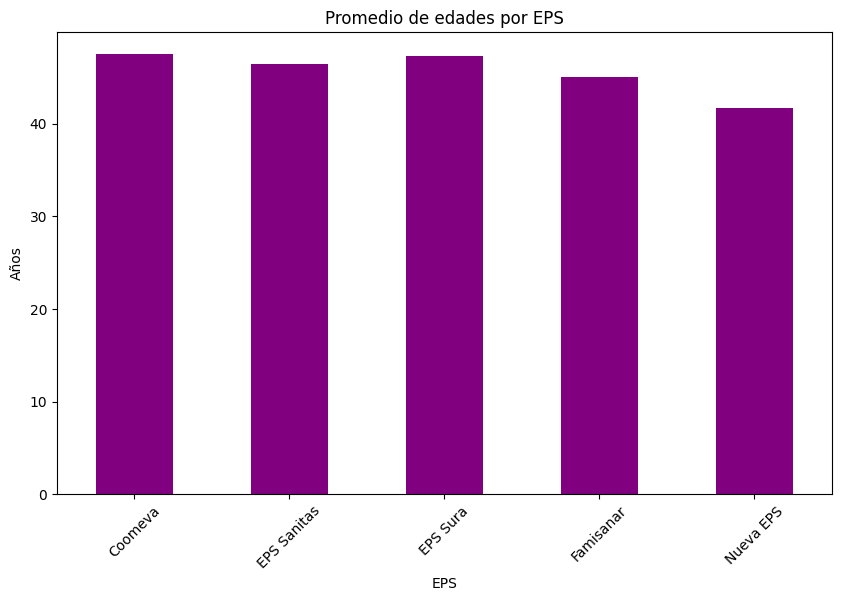 Promedio de edades por EPS
Años
40
30
20
10
0
Coomeva
EPS Sanitas
EPS Sura
Famisanar
Nueva EPS
EPS